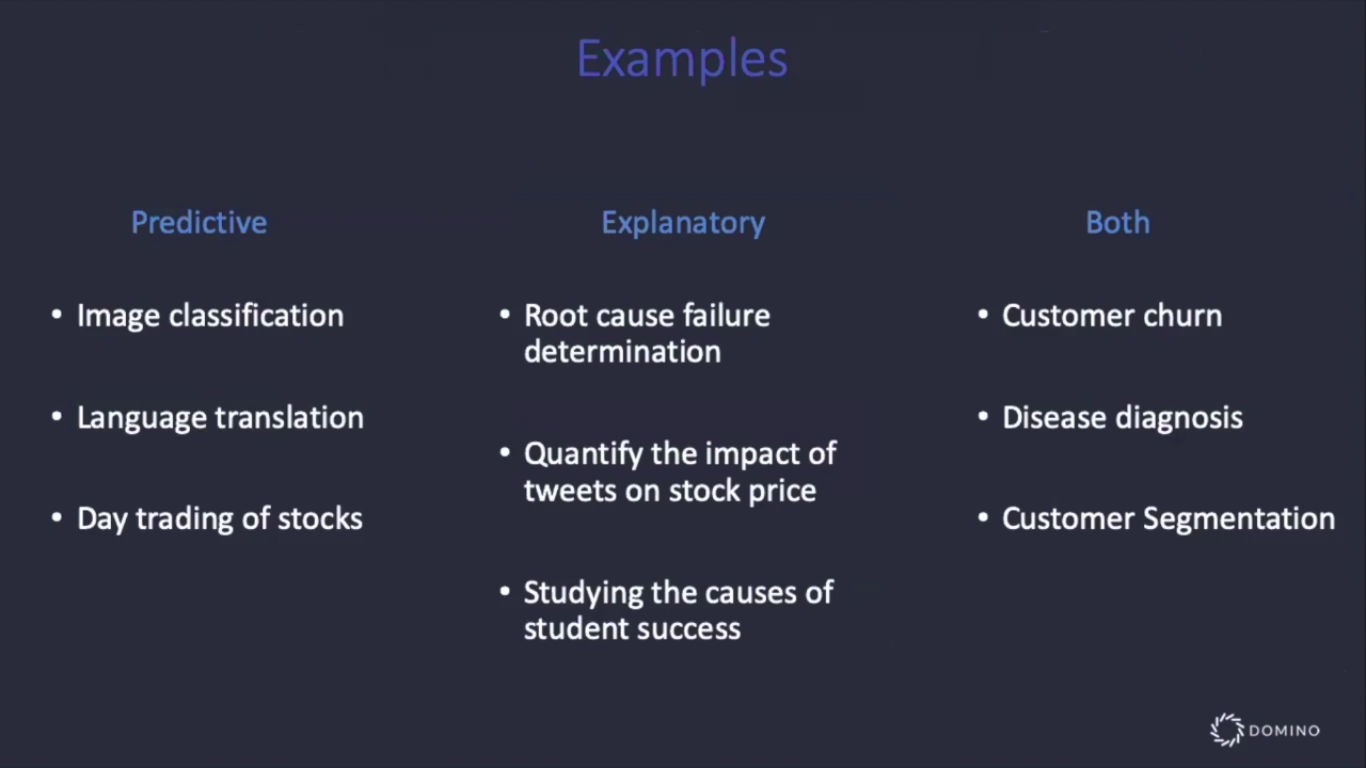 Examples
Predictive
• Image classification
• Language translation
• Day trading of stocks
Explanatory
• Root cause failure
determination
• Quantify the impact of
tweets on stock price
• Studying the causes of
student success
Both
• Customer churn
• Disease diagnosis
• Customer Segmentation
DOMINO